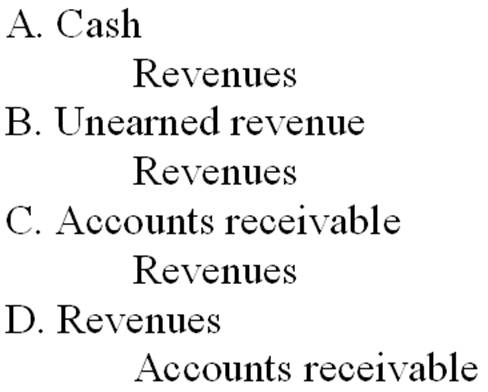 A. Cash
Revenues
B. Unearned revenue
Revenues
C. Accounts receivable
Revenues
D. Revenues
Accounts receivable